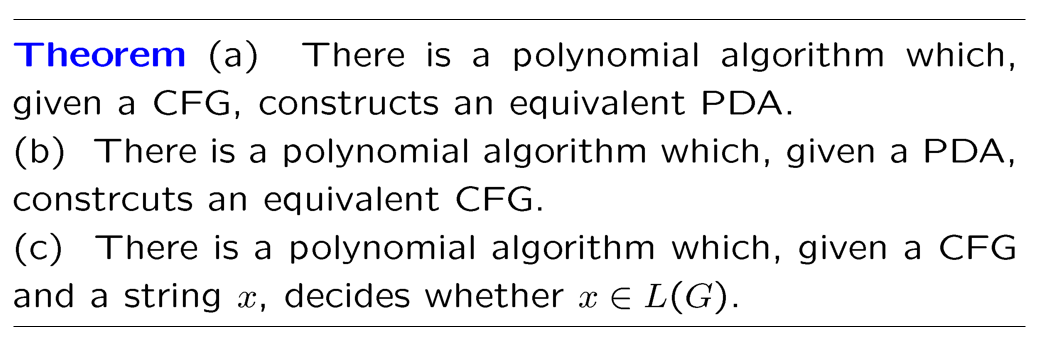 Theorem (a) There is a polynomial algorithm which,
given a CFG, constructs an equivalent PDA.
(b) There is a polynomial algorithm which, given a PDA,
constrcuts an equivalent CFG.
(c) There is a polynomial algorithm which, given a CFG
and a string x, decides whether x ∈ L(G).